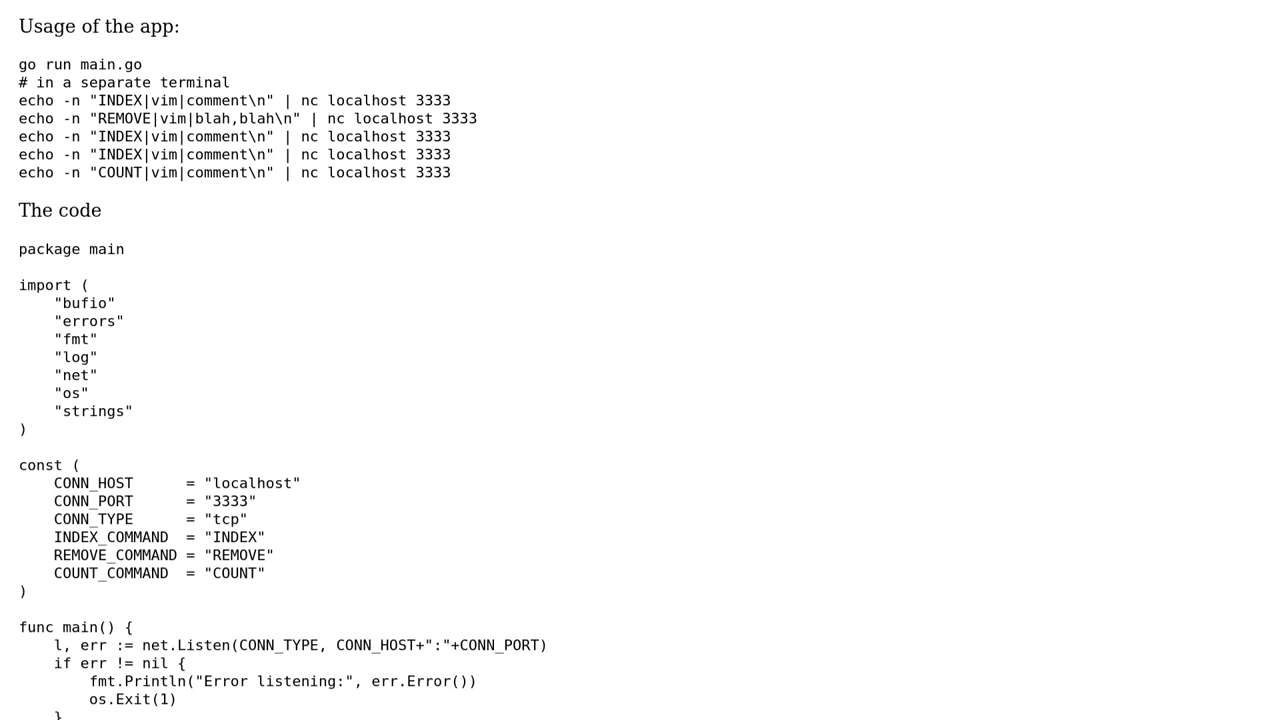 Usage of the app:
go run main.go
# in a separate terminal
echo -n "INDEX|vim|comment\n" | nc localhost 3333
echo -n "REMOVE|vim|blah,blah\n" | nc localhost 3333
echo -n "INDEX|vim|comment\n" | nc localhost 3333
echo -n "INDEX|vim|comment\n" | nc localhost 3333
echo -n "COUNT|vim|comment\n" | nc localhost 3333
The code
package main
import (
    "bufio"
    "errors"
    "fmt"
    "log"
    "net"
    "os"
    "strings"
)
const (
    CONN_HOST      = "localhost"
    CONN_PORT      = "3333"
    CONN_TYPE      = "tcp"
    INDEX_COMMAND  = "INDEX"
    REMOVE_COMMAND = "REMOVE"
    COUNT_COMMAND  = "COUNT"
)
func main() {
    l, err := net.Listen(CONN_TYPE, CONN_HOST+":"+CONN_PORT)
    if err != nil {
        fmt.Println("Error listening:", err.Error())
        os.Exit(1)
    }